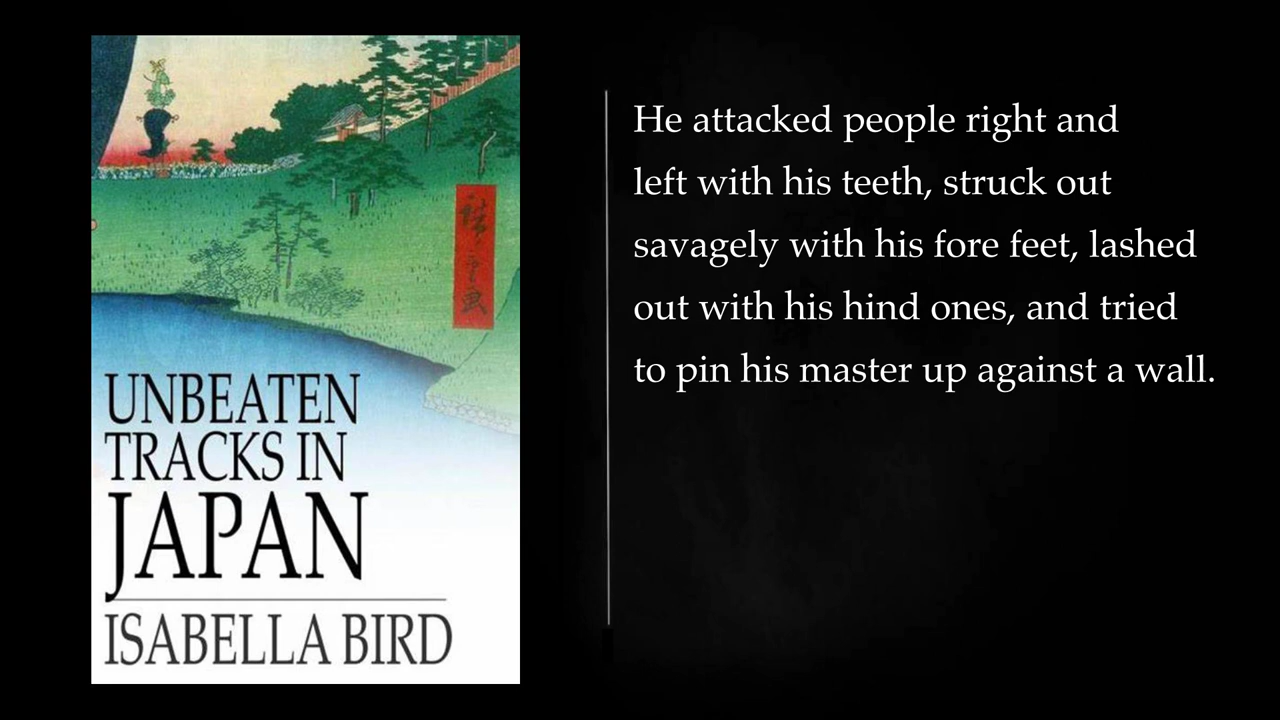 UNBEATEN
TRACKS IN
JAPAN
ISABELLA BIRD
He attacked people right and
left with his teeth, struck out
savagely with his fore feet, lashed
out with his hind ones, and tried
to pin his master up against a wall.